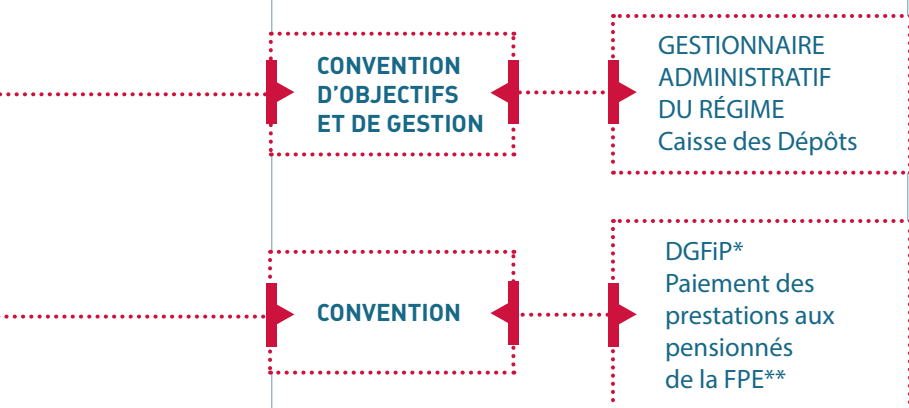 CONVENTION
D'OBJECTIFS
ET DE GESTION
GESTIONNAIRE
ADMINISTRATIF
DU RÉGIME
Caisse des Dépôts
CONVENTION
DGFiP*
Paiement des
prestations aux
pensionnés
de la FPE**